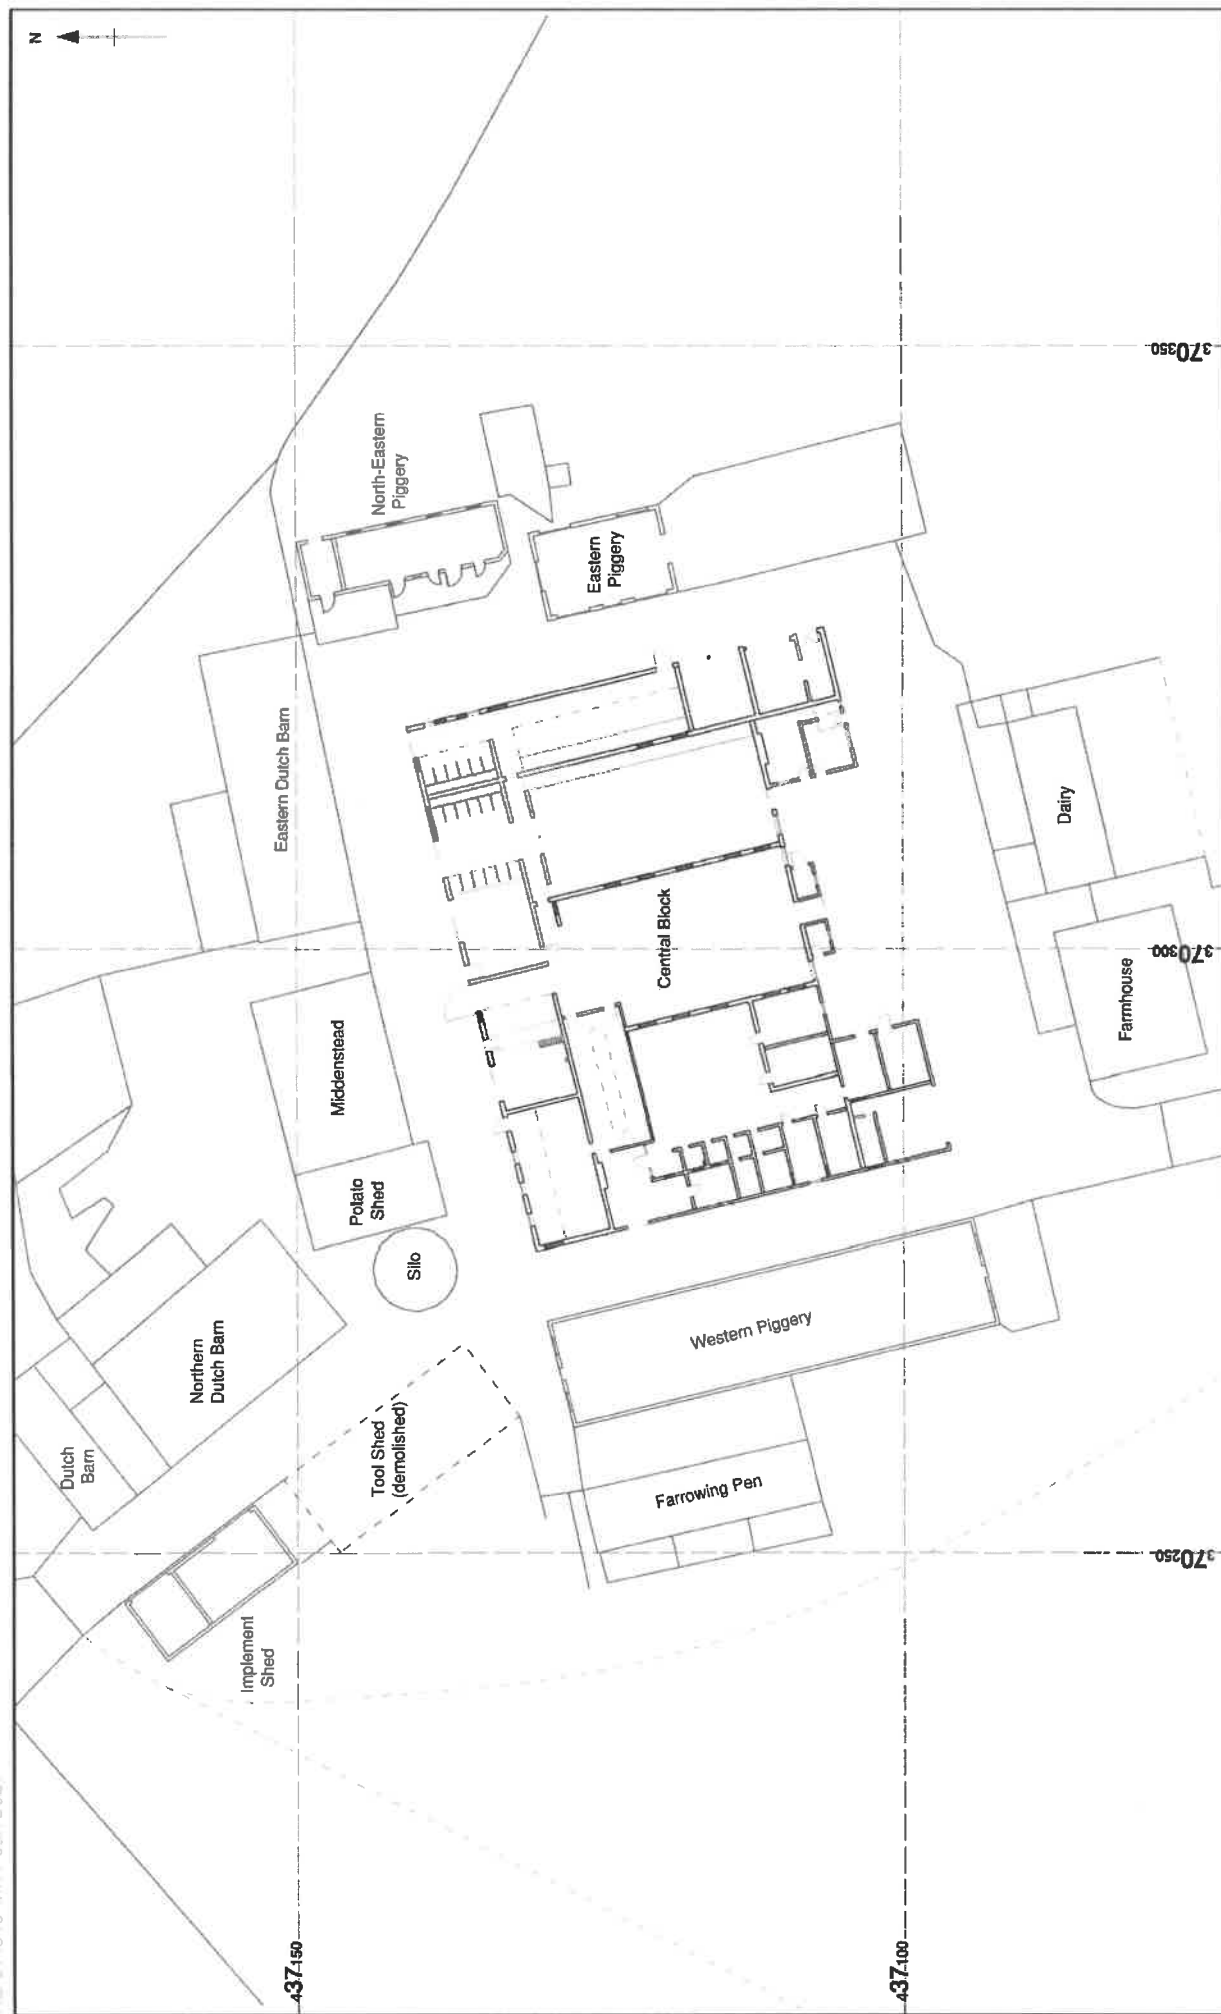 N
North-Eastern
Piggery
Eastern
Piggery
Eastern Dutch Barn
Dairy
Central Block
Farmhouse
Middenstead
Potato
Shed
Silo
Northern
Dutch Barn
Dutch
Barn
Tool Shed
(demolished)
Western Piggery
Farrowing Pen
Implement
Shed
370350
370300
370250
437150
437100